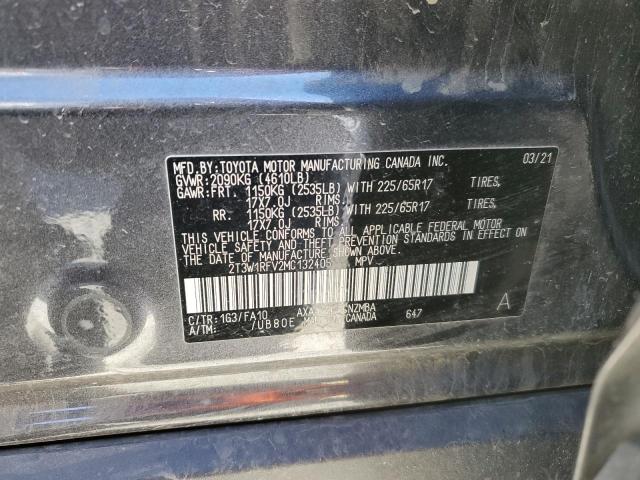 MFD.BY:TOYOTA MOTOR MANUFACTURING CANADA INC. 03/21
GVWR:2090KG (4610LB)
GAWR:FRT. 1150KG (2535LB) WITH 225/65R17 TIRES,
17X7.0J RIMS,
RR. 1150KG (2535LB) WITH 225/65R17 TIRES,
17X7.0J RIMS,
THIS VEHICLE CONFORMS TO ALL APPLICABLE FEDERAL MOTOR
VEHICLE SAFETY AND THEFT PREVENTION STANDARDS IN EFFECT ON
THE DATE OF MANUFACTURE SHOWN ABOVE.
MPV
C/TR:1G3/FA10
A/TM: /UB80E CANADA 647
A